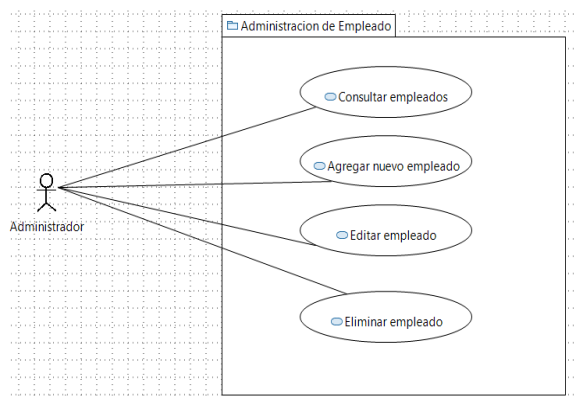 Administracion de Empleado
Consultar empleados
Agregar nuevo empleado
Administrador
Editar empleado
Eliminar empleado